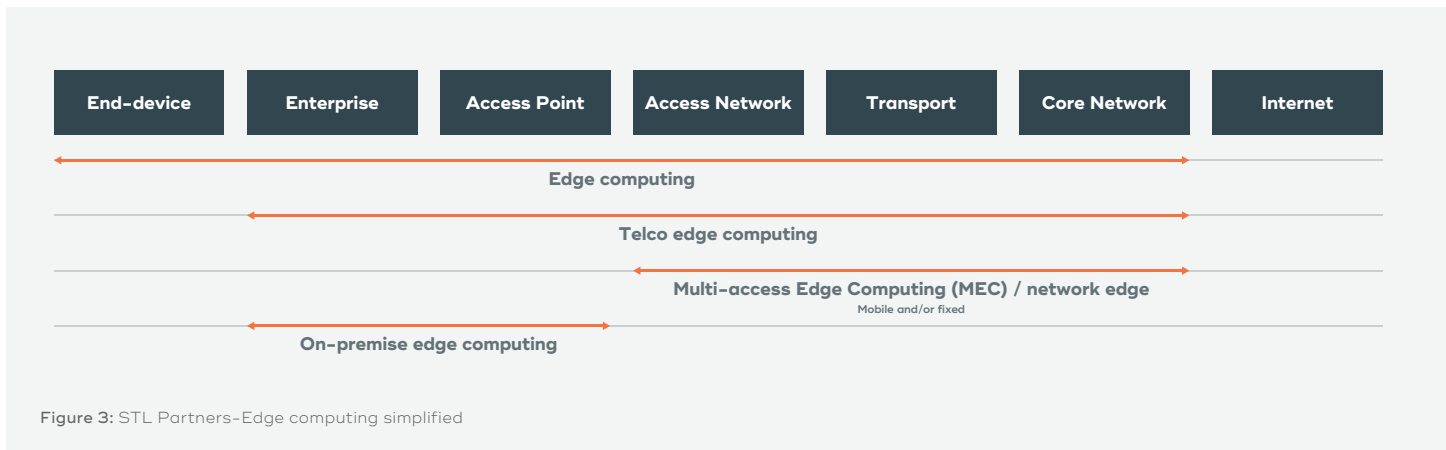 End-device
Enterprise
Access Point
Access Network
Transport
Core Network
Internet
Edge computing
Telco edge computing
Multi-access Edge Computing (MEC) / network edge
Mobile and/or fixed
On-premise edge computing
Figure 3: STL Partners-Edge computing simplified